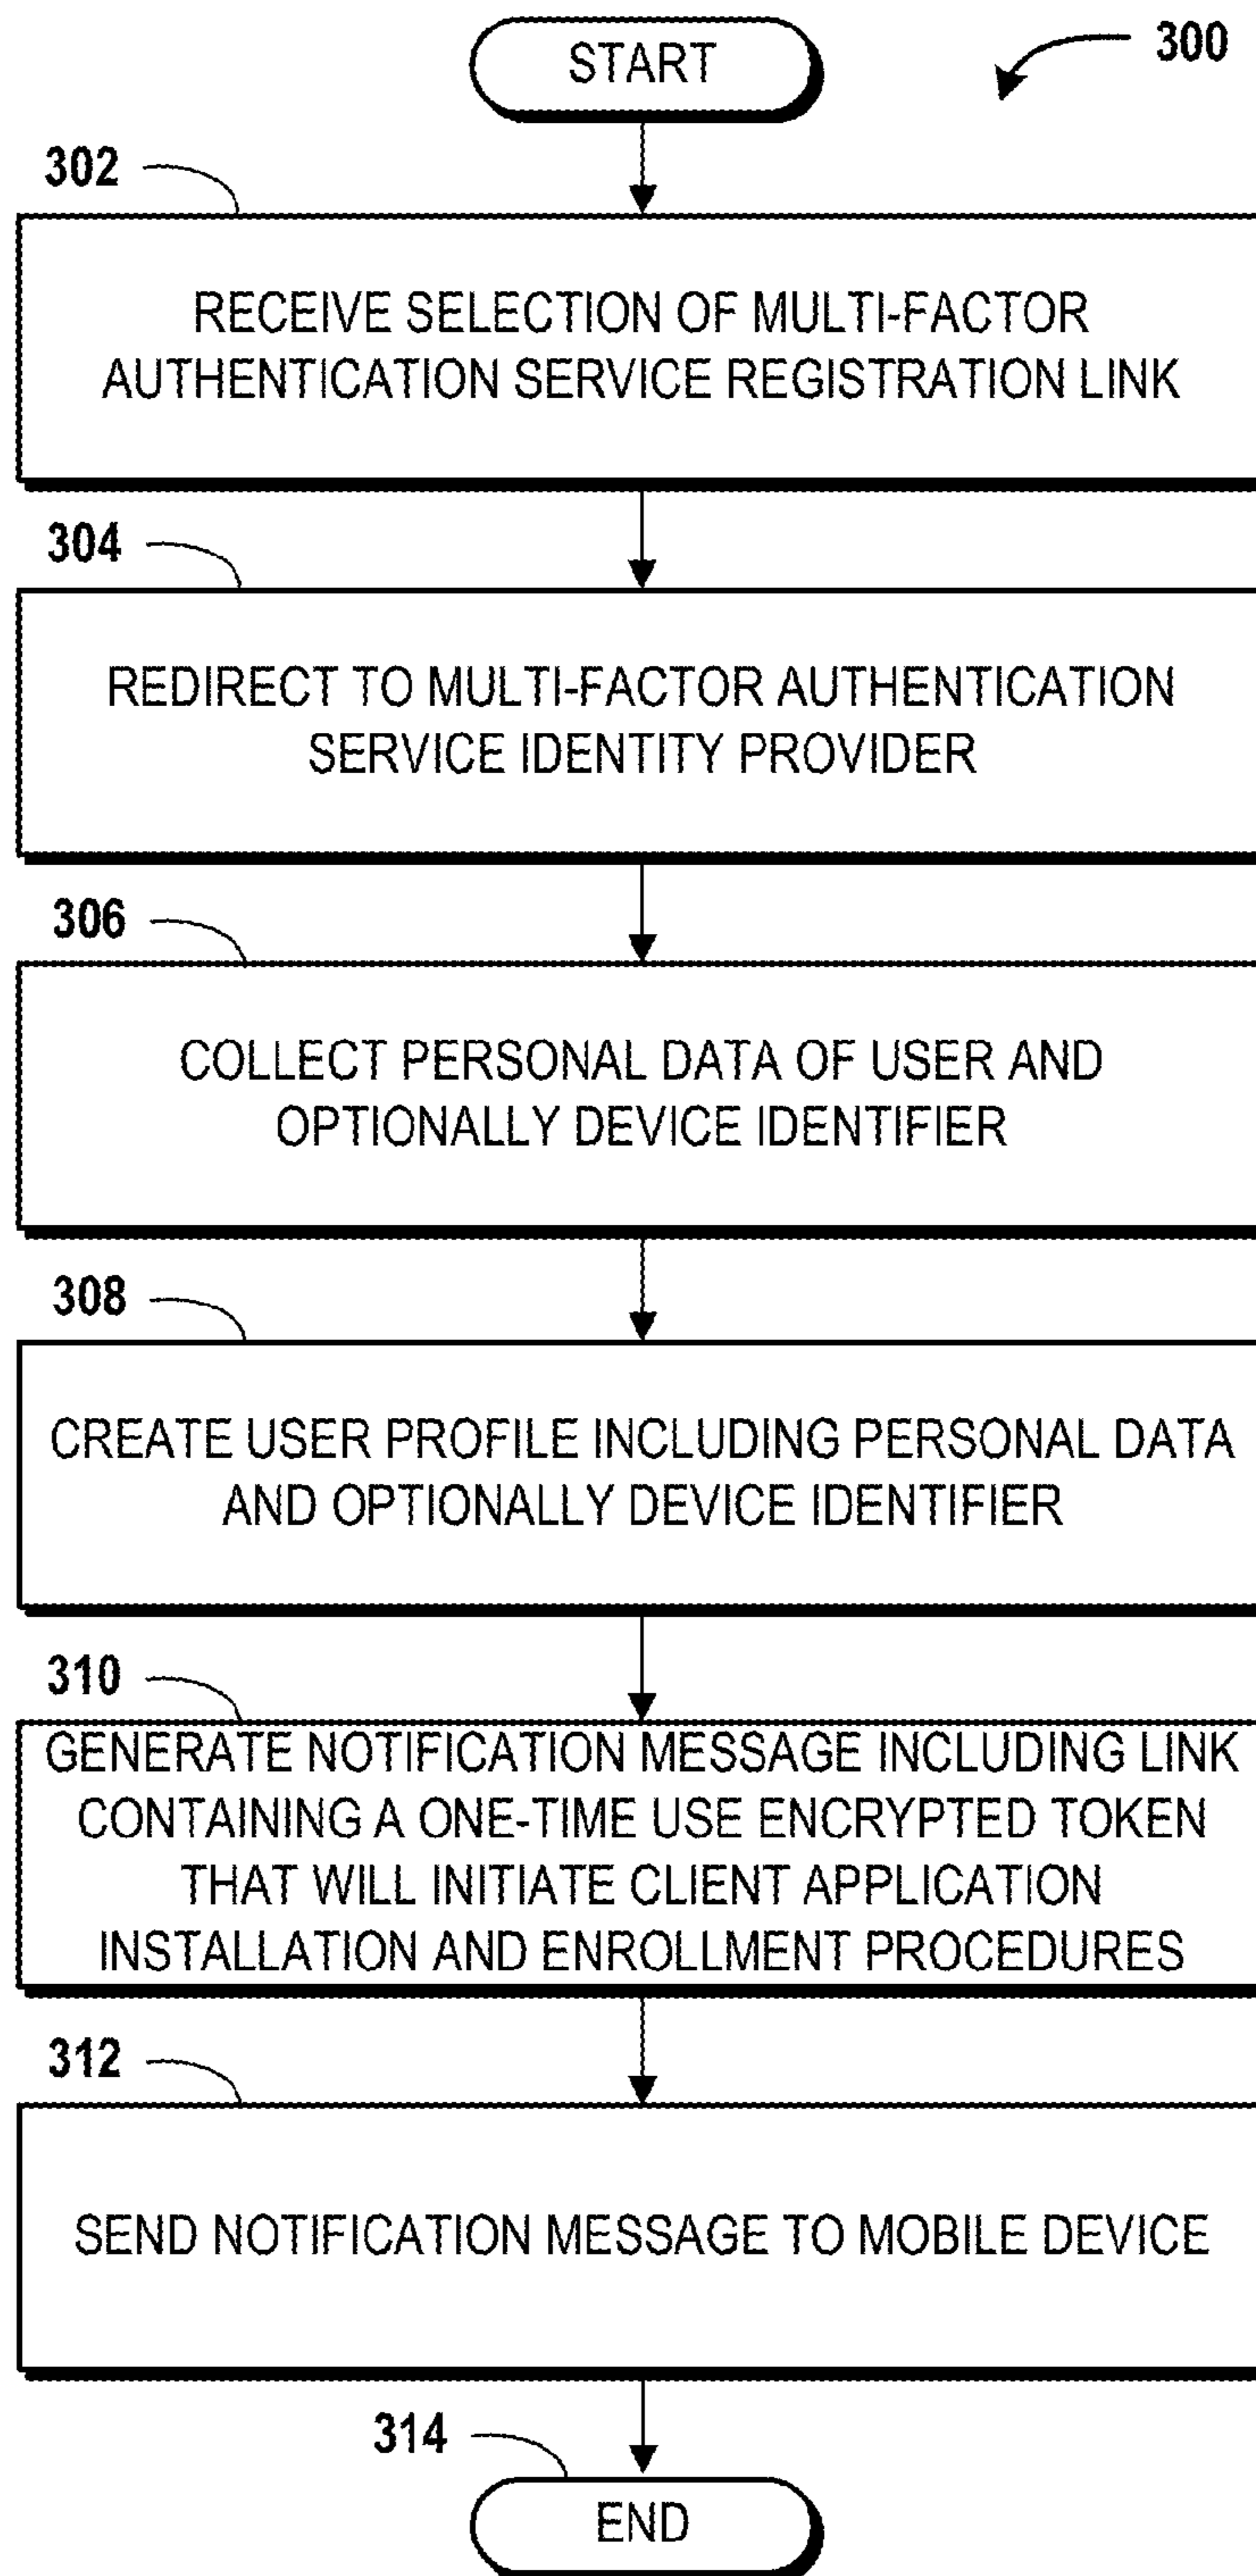 START
300
302
RECEIVE SELECTION OF MULTI-FACTOR
AUTHENTICATION SERVICE REGISTRATION LINK
304
REDIRECT TO MULTI-FACTOR AUTHENTICATION
SERVICE IDENTITY PROVIDER
306
COLLECT PERSONAL DATA OF USER AND
OPTIONALLY DEVICE IDENTIFIER
308
CREATE USER PROFILE INCLUDING PERSONAL DATA
AND OPTIONALLY DEVICE IDENTIFIER
310
GENERATE NOTIFICATION MESSAGE INCLUDING LINK
CONTAINING A ONE-TIME USE ENCRYPTED TOKEN
THAT WILL INITIATE CLIENT APPLICATION
INSTALLATION AND ENROLLMENT PROCEDURES
312
SEND NOTIFICATION MESSAGE TO MOBILE DEVICE
314
END